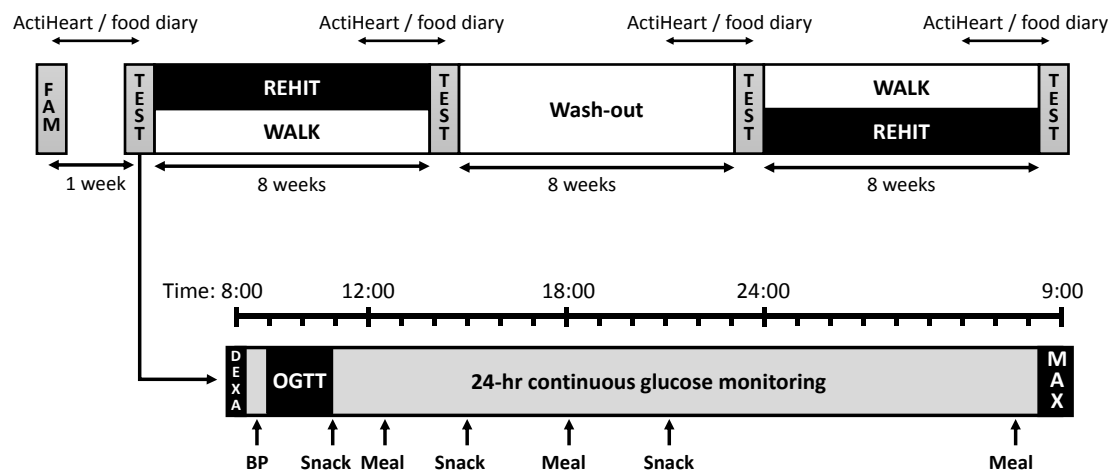 ActiHeart / food diary ActiHeart / food diary ActiHeart / food diary ActiHeart / food diary
FAM TEST REHIT TEST Wash-out TEST WALK TEST
WALK REHIT
1 week 8 weeks 8 weeks 8 weeks
Time: 8:00 12:00 18:00 24:00 9:00
DEXA OGTT 24-hr continuous glucose monitoring MAX
BP Snack Meal Snack Meal Snack Meal